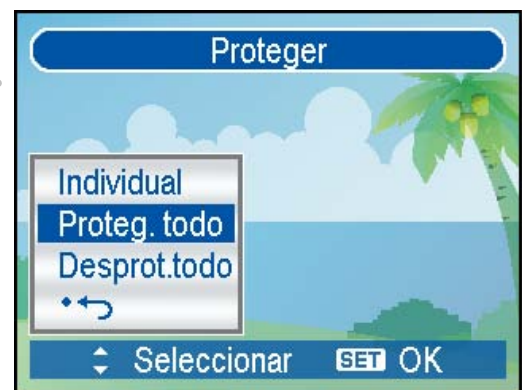 Proteger
Individual
Proteg. todo
Desprot.todo
Seleccionar SET OK